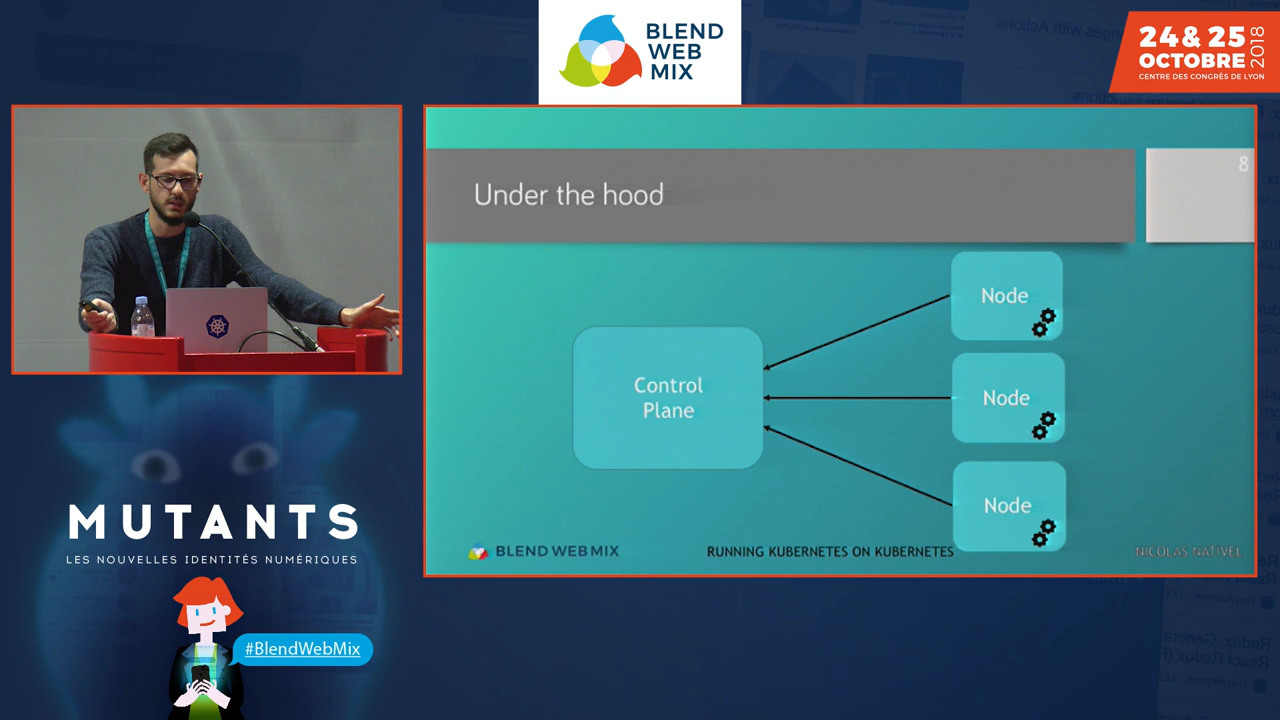 BLEND
WEB
MIX
24 & 25
OCTOBRE
2018
CENTRE DES CONGRÈS DE LYON
Under the hood
8
Control
Plane
Node
Node
Node
BLEND WEB MIX
RUNNING KUBERNETES ON KUBERNETES
NICOLAS NATIVEL
MUTANTS
LES NOUVELLES IDENTITÉS NUMÉRIQUES
#BlendWebMix